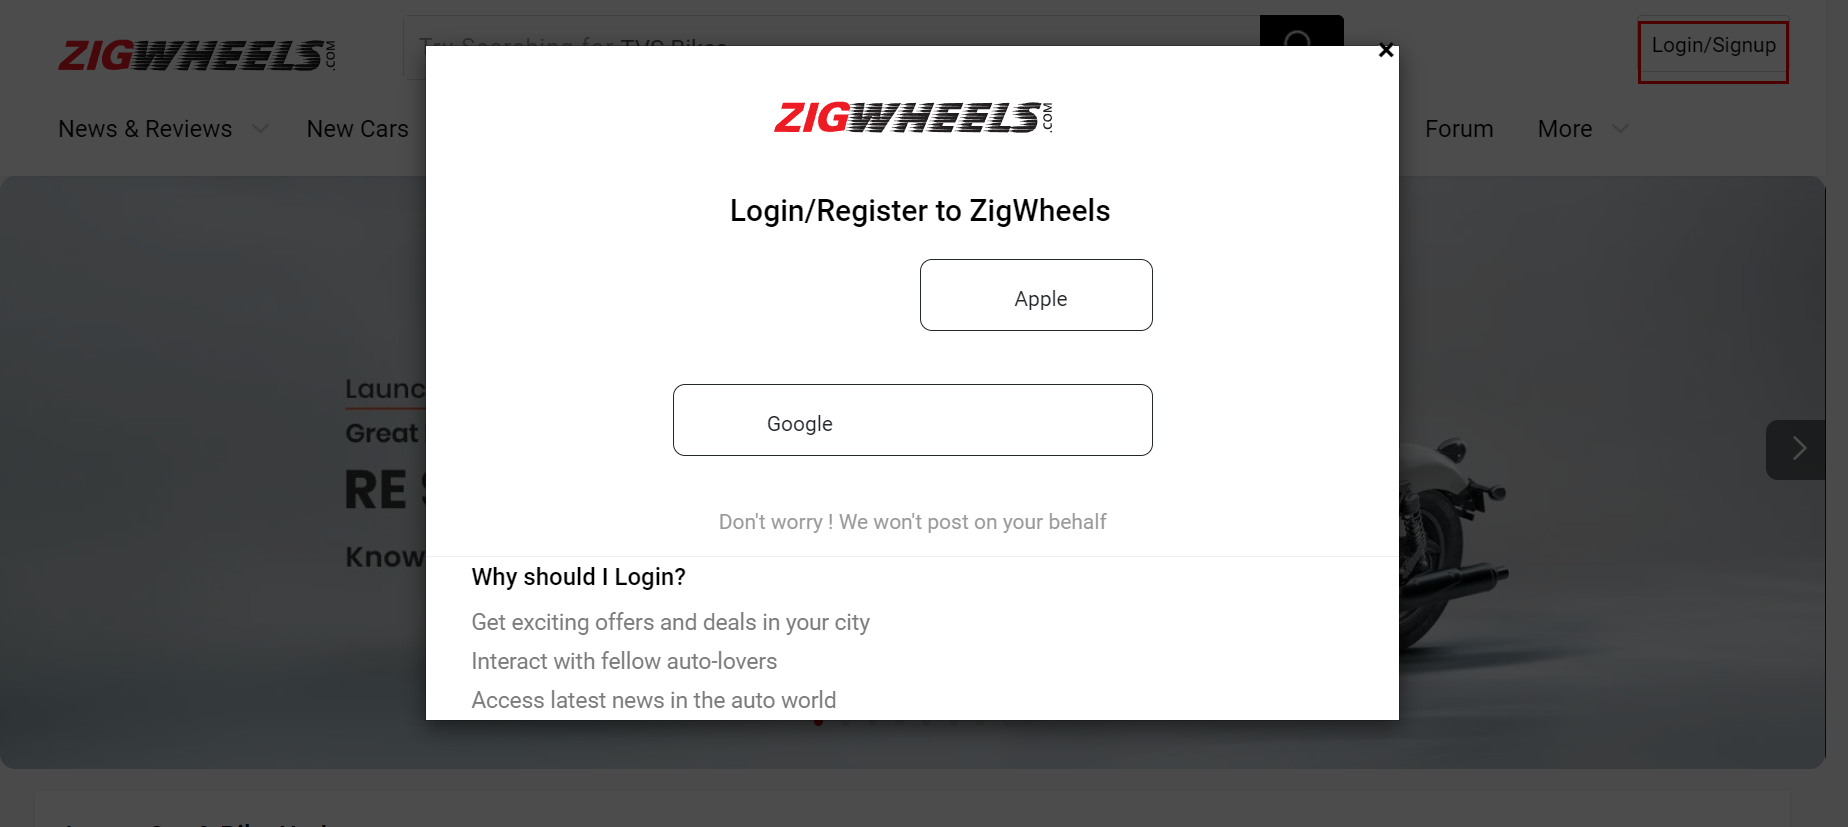 ZIGWHEELS.COM
Try Searching for TVS Bikes
Login/Signup
News & Reviews
New Cars
Forum
More
ZIGWHEELS.COM
Login/Register to ZigWheels
Apple
Google
Don't worry ! We won't post on your behalf
Why should I Login?
Get exciting offers and deals in your city
Interact with fellow auto-lovers
Access latest news in the auto world
Launc
Great
RE
Know